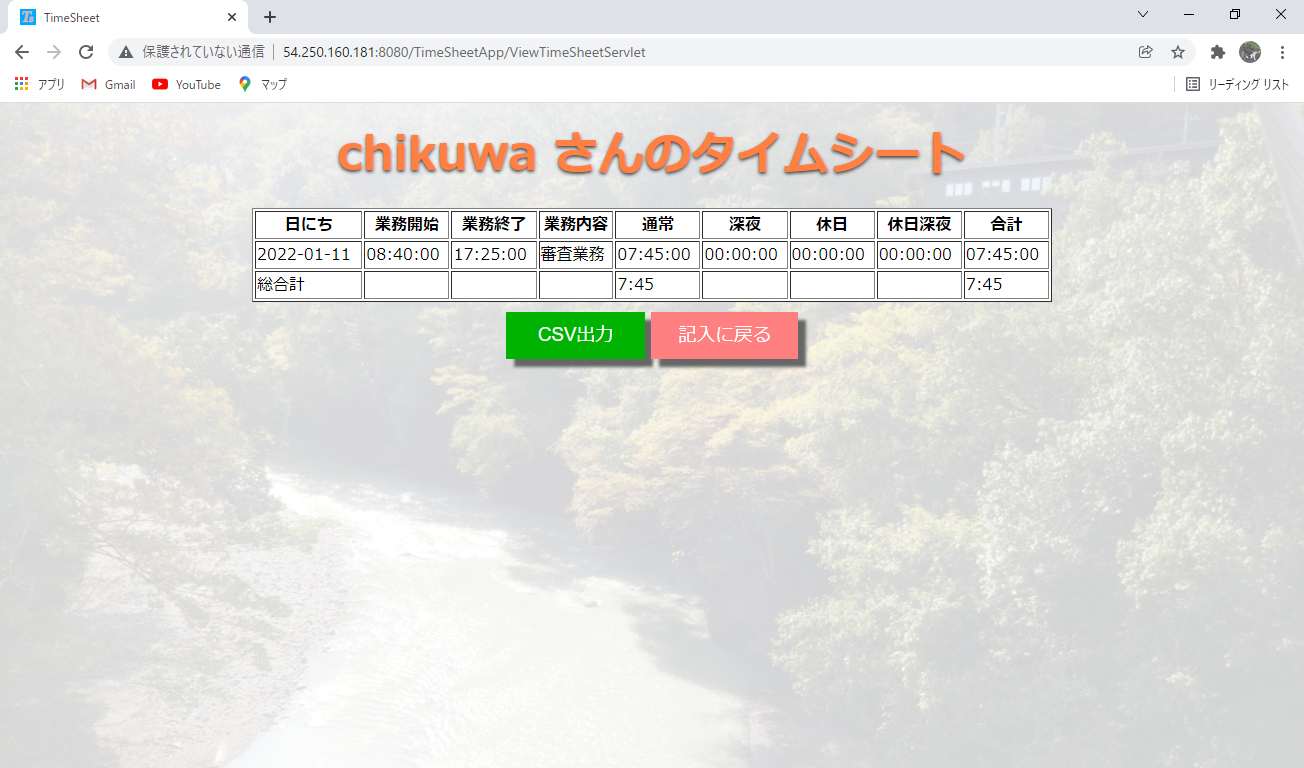 TimeSheet
保護されていない通信 54.250.160.181:8080/TimeSheetApp/ViewTimeSheetServlet
アプリ Gmail YouTube マップ リーディング リスト
chikuwa さんのタイムシート
日にち 業務開始 業務終了 業務内容 通常 深夜 休日 休日深夜 合計
2022-01-11 08:40:00 17:25:00 審査業務 07:45:00 00:00:00 00:00:00 00:00:00 07:45:00
総合計 7:45 7:45
CSV出力 記入に戻る